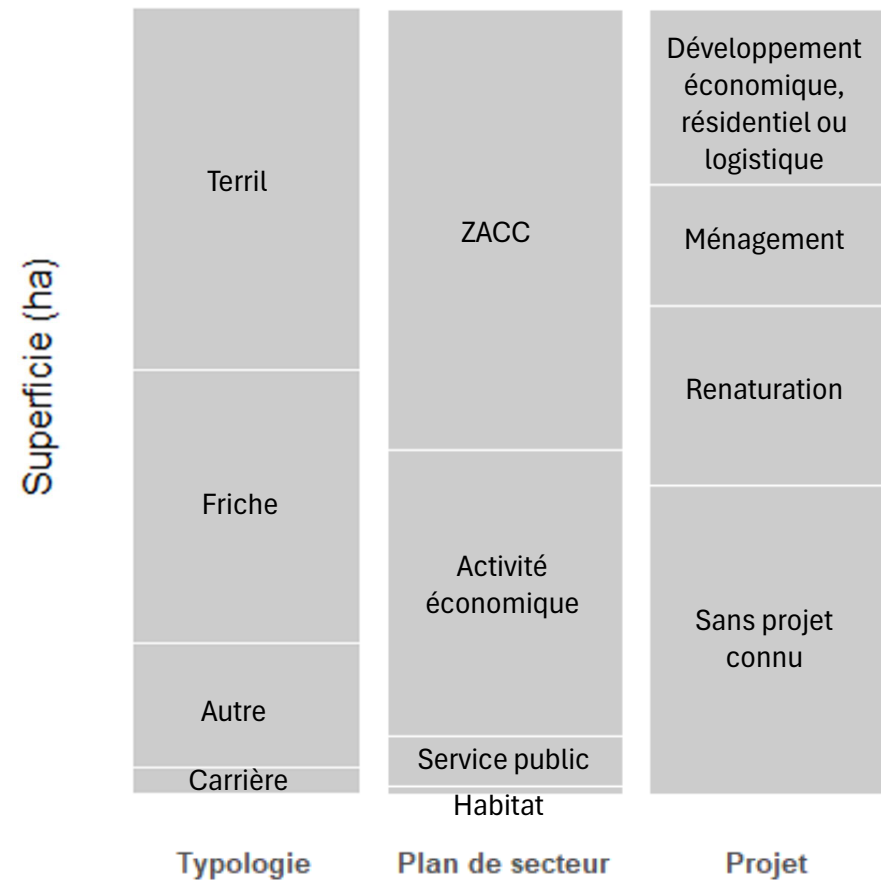 Superficie (ha)
Terril
Friche
Autre
Carrière
ZACC
Activité
économique
Service public
Habitat
Développement
économique,
résidentiel ou
logistique
Ménagement
Renaturation
Sans projet
connu
Typologie
Plan de secteur
Projet